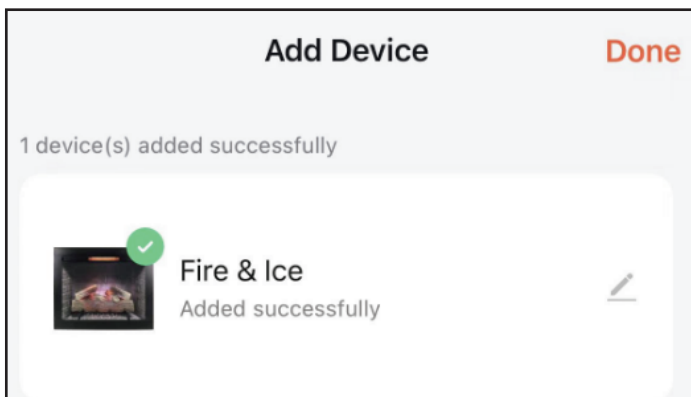 Add Device
Done
1 device(s) added successfully
Fire & Ice
Added successfully